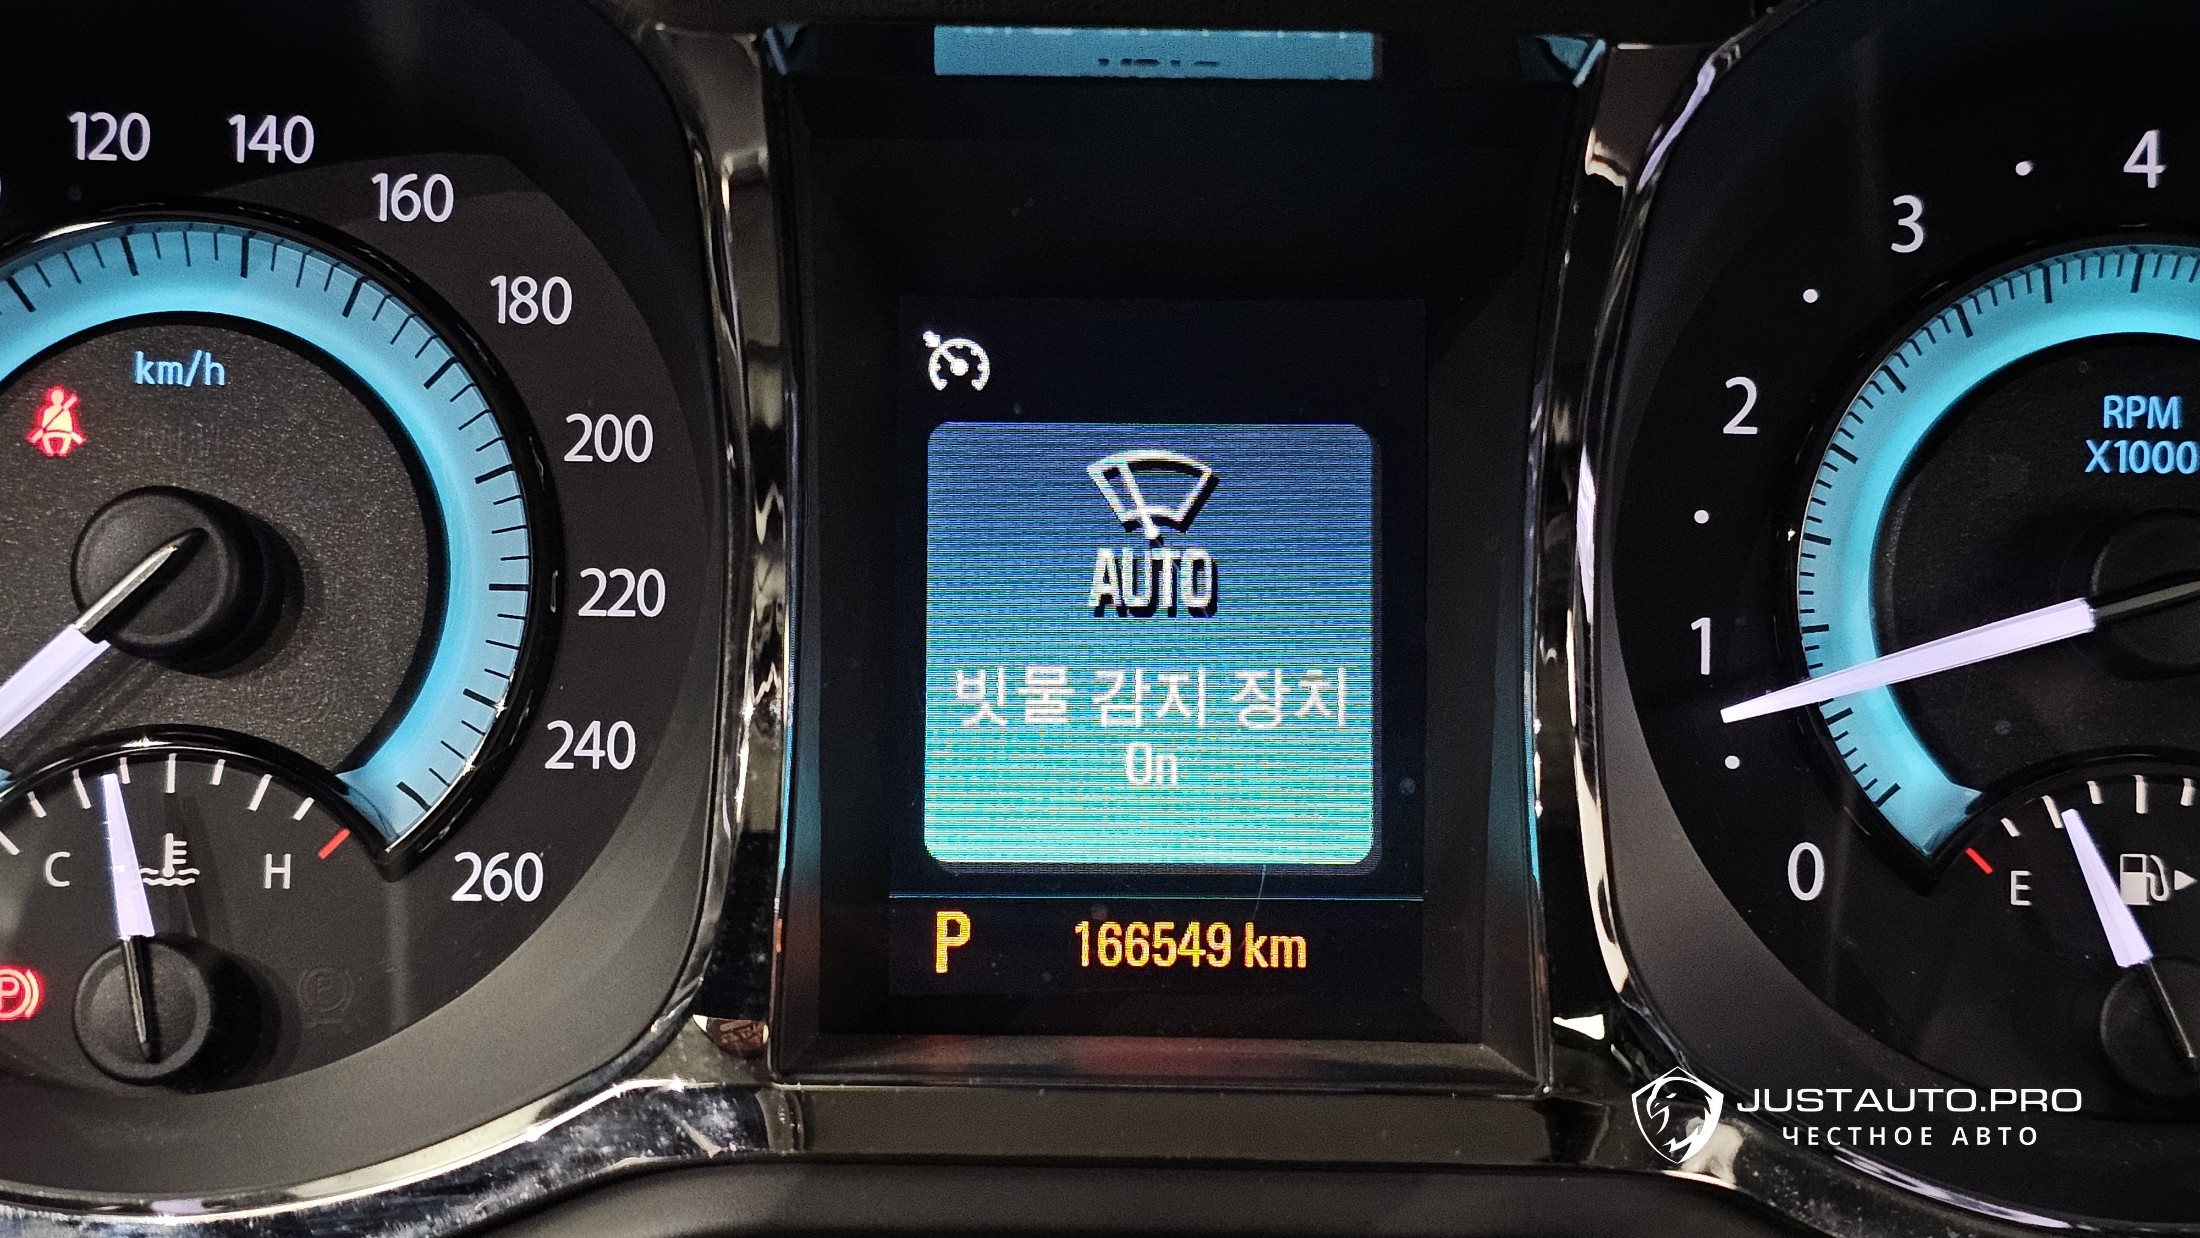 120
140
160
180
200
220
240
260
km/h
C
H
P
AUTO
빗물 감지 장치
On
P
166549 km
4
3
2
1
0
RPM
X1000
E
JUSTAUTO.PRO
ЧЕСТНОЕ АВТО